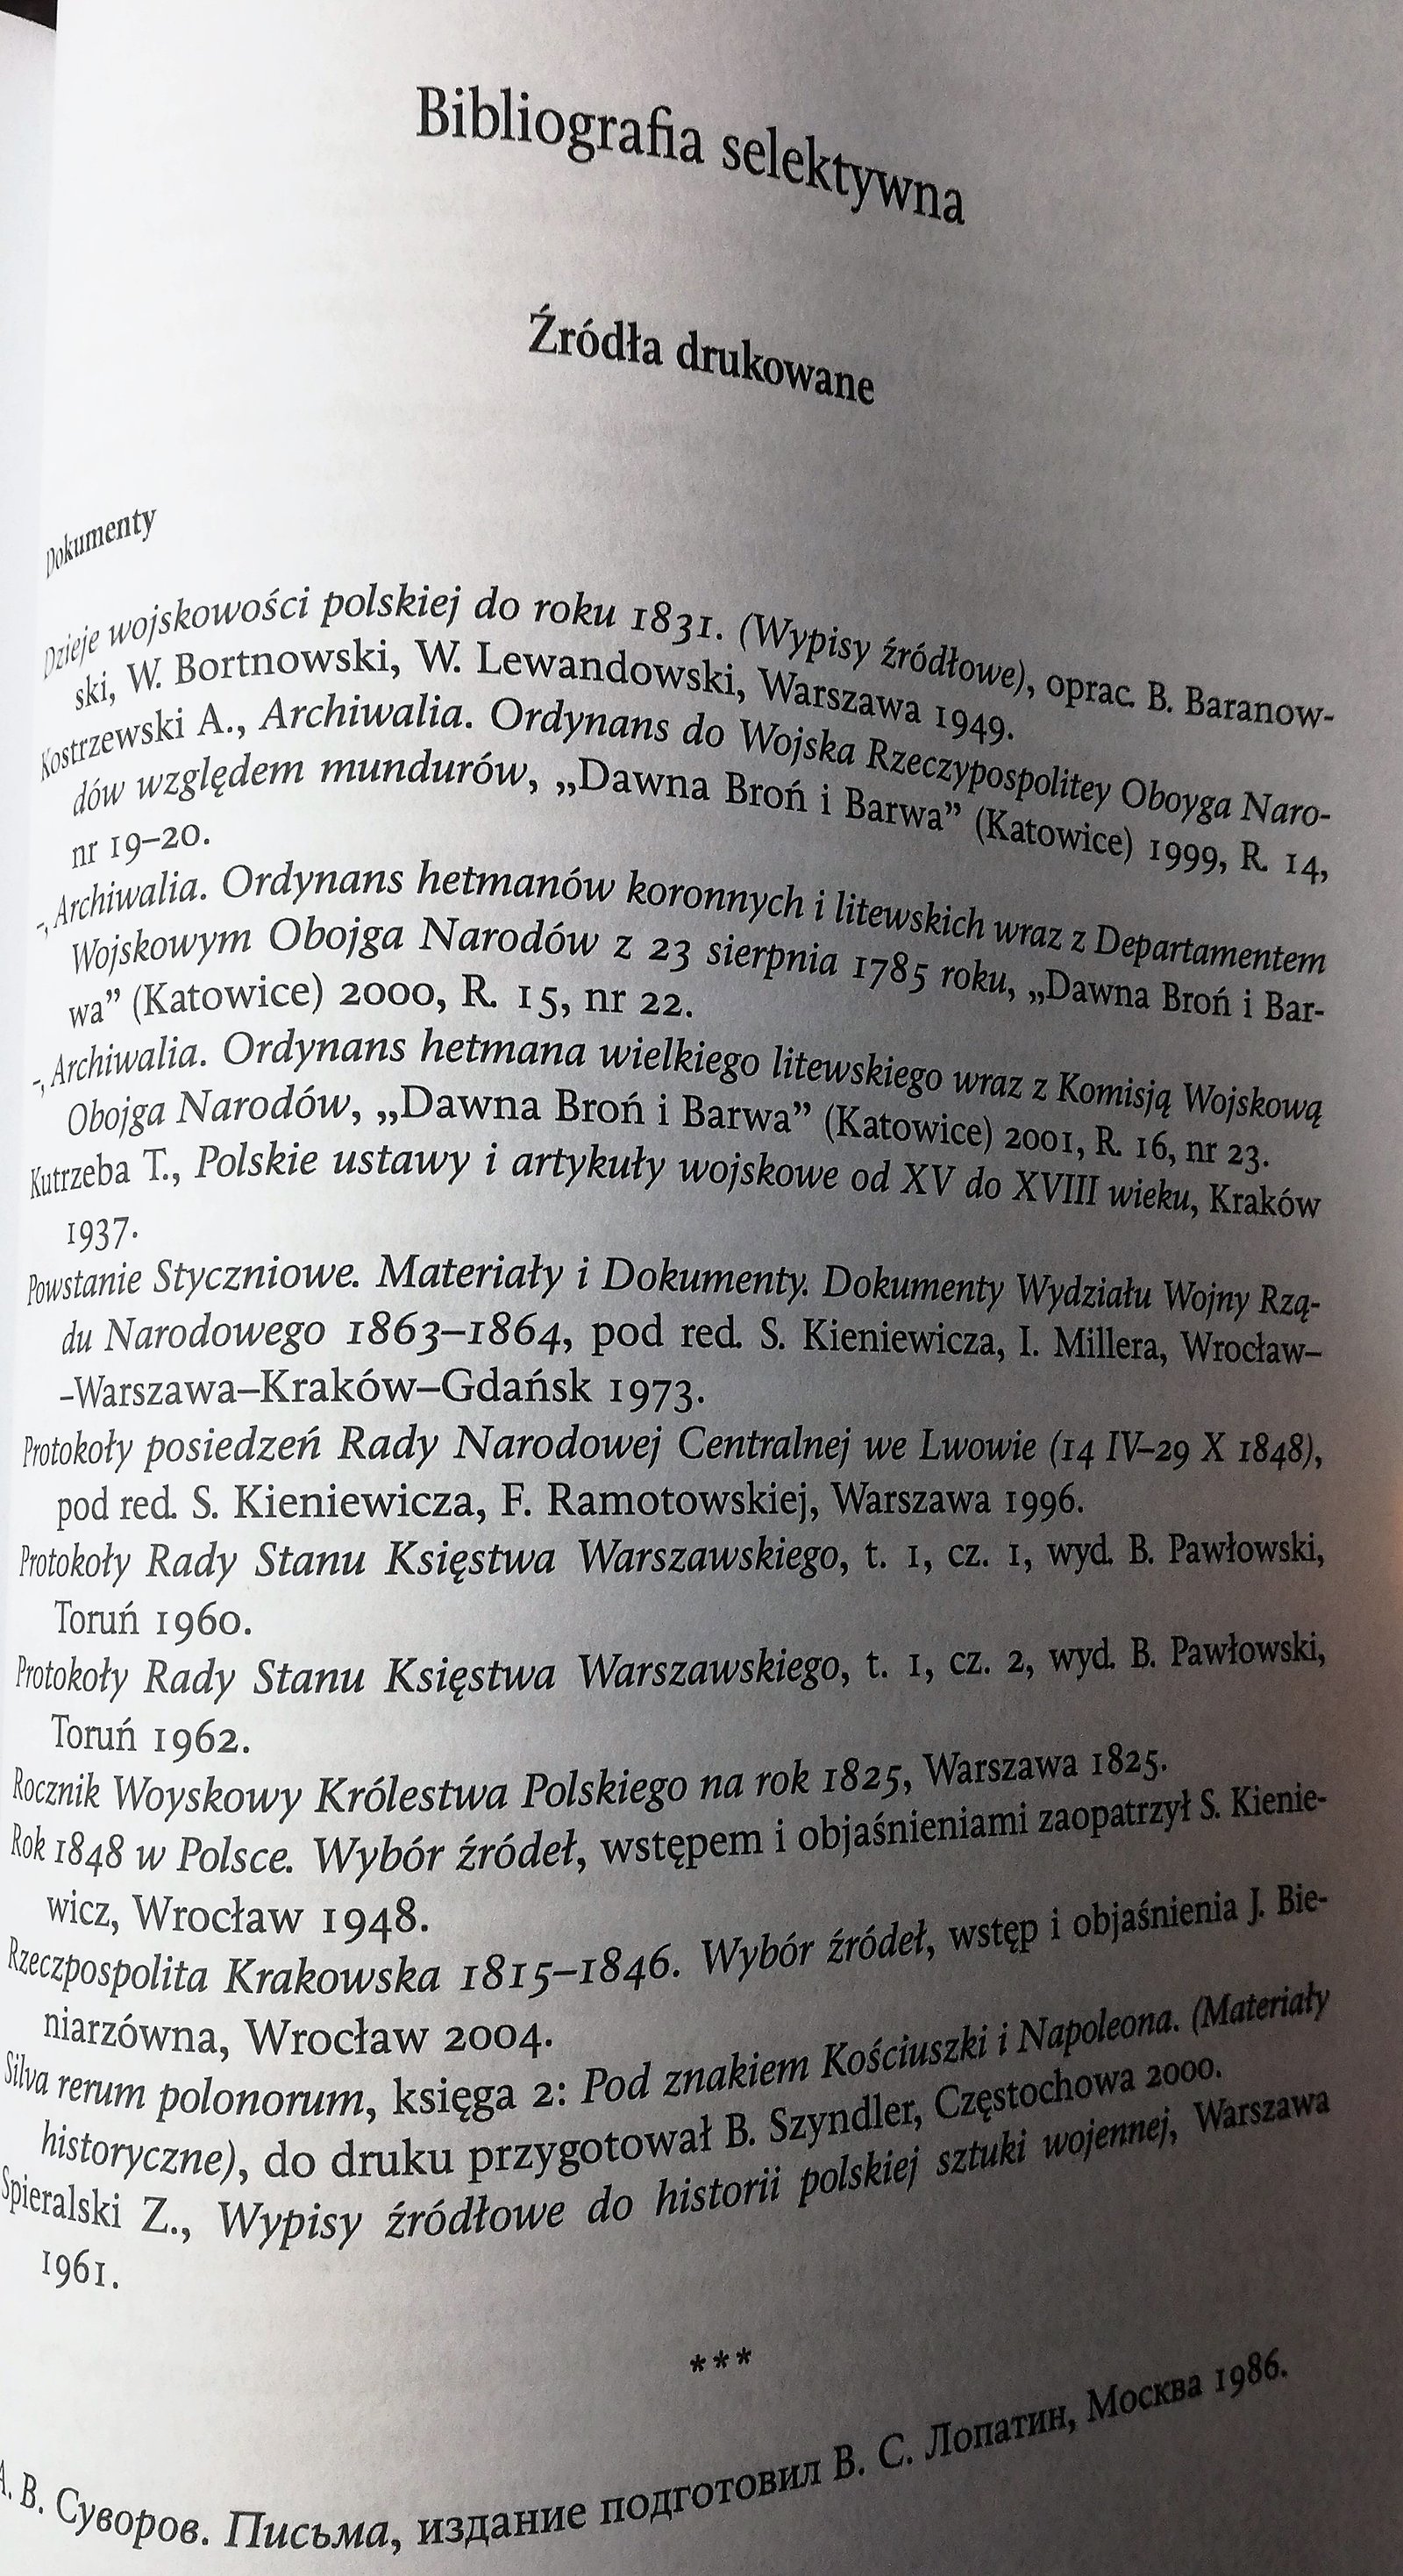 Bibliografia selektywna
Źródła drukowane
Dokumenty
Dzieje wojskowości polskiej do roku 1831. (Wypisy źródłowe), oprac. B. Baranow-
ski, W. Bortnowski, W. Lewandowski, Warszawa 1949.
Kostrzewski A., Archiwalia. Ordynans do Wojska Rzeczypospolitey Oboyga Naro-
dów względem mundurów, „Dawna Broń i Barwa” (Katowice) 1999, R. 14,
nr 19–20.
-, Archiwalia. Ordynans hetmanów koronnych i litewskich wraz z Departamentem
Wojskowym Obojga Narodów z 23 sierpnia 1785 roku, „Dawna Broń i Bar-
wa” (Katowice) 2000, R. 15, nr 22.
-, Archiwalia. Ordynans hetmana wielkiego litewskiego wraz z Komisją Wojskową
Obojga Narodów, „Dawna Broń i Barwa” (Katowice) 2001, R. 16, nr 23.
Kutrzeba T., Polskie ustawy i artykuły wojskowe od XV do XVIII wieku, Kraków
1937.
Powstanie Styczniowe. Materiały i Dokumenty. Dokumenty Wydziału Wojny Rzą-
du Narodowego 1863–1864, pod red. S. Kieniewicza, I. Millera, Wrocław–
–Warszawa–Kraków–Gdańsk 1973.
Protokoły posiedzeń Rady Narodowej Centralnej we Lwowie (14 IV–29 X 1848),
pod red. S. Kieniewicza, F. Ramotowskiej, Warszawa 1996.
Protokoły Rady Stanu Księstwa Warszawskiego, t. 1, cz. 1, wyd. B. Pawłowski,
Toruń 1960.
Protokoły Rady Stanu Księstwa Warszawskiego, t. 1, cz. 2, wyd. B. Pawłowski,
Toruń 1962.
Rocznik Woyskowy Królestwa Polskiego na rok 1825, Warszawa 1825.
Rok 1848 w Polsce. Wybór źródeł, wstępem i objaśnieniami zaopatrzył S. Kienie-
wicz, Wrocław 1948.
Rzeczpospolita Krakowska 1815–1846. Wybór źródeł, wstęp i objaśnienia J. Bie-
niarzówna, Wrocław 2004.
Silva rerum polonorum, księga 2: Pod znakiem Kościuszki i Napoleona. (Materiały
historyczne), do druku przygotował B. Szyndler, Częstochowa 2000.
Spieralski Z., Wypisy źródłowe do historii polskiej sztuki wojennej, Warszawa
1961.
***
А. В. Суворов. Письма, издание подготовил В. С. Лопатин, Москва 1986.